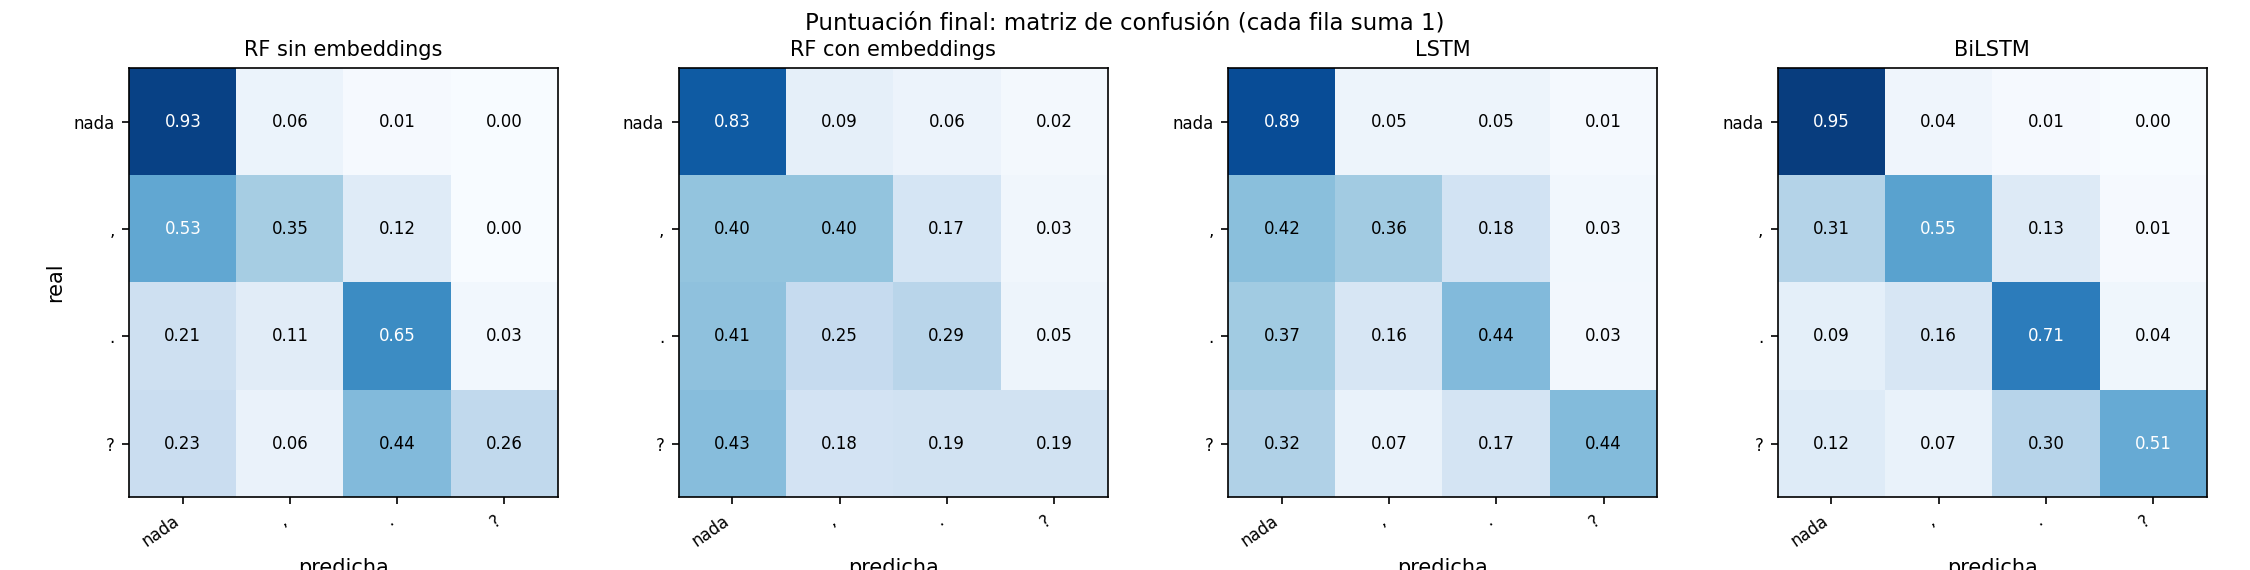 Puntuación final: matriz de confusión (cada fila suma 1)
RF sin embeddings
real
nada 0.93 0.06 0.01 0.00
, 0.53 0.35 0.12 0.00
. 0.21 0.11 0.65 0.03
? 0.23 0.06 0.44 0.26
nada , . ?
predicha
RF con embeddings
nada 0.83 0.09 0.06 0.02
, 0.40 0.40 0.17 0.03
. 0.41 0.25 0.29 0.05
? 0.43 0.18 0.19 0.19
nada , . ?
predicha
LSTM
nada 0.89 0.05 0.05 0.01
, 0.42 0.36 0.18 0.03
. 0.37 0.16 0.44 0.03
? 0.32 0.07 0.17 0.44
nada , . ?
predicha
BiLSTM
nada 0.95 0.04 0.01 0.00
, 0.31 0.55 0.13 0.01
. 0.09 0.16 0.71 0.04
? 0.12 0.07 0.30 0.51
nada , . ?
predicha